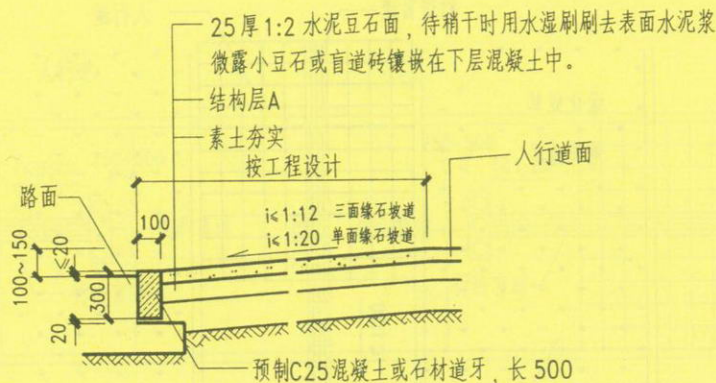 25厚1:2 水泥豆石面，待稍干时用水湿刷刷去表面水泥浆
微露小豆石或盲道砖镶嵌在下层混凝土中。
结构层A
素土夯实
按工程设计
人行道面
路面
100
i≤1:12 三面缘石坡道
i≤1:20 单面缘石坡道
100~150
≤20
300
20
预制C25混凝土或石材道牙，长 500